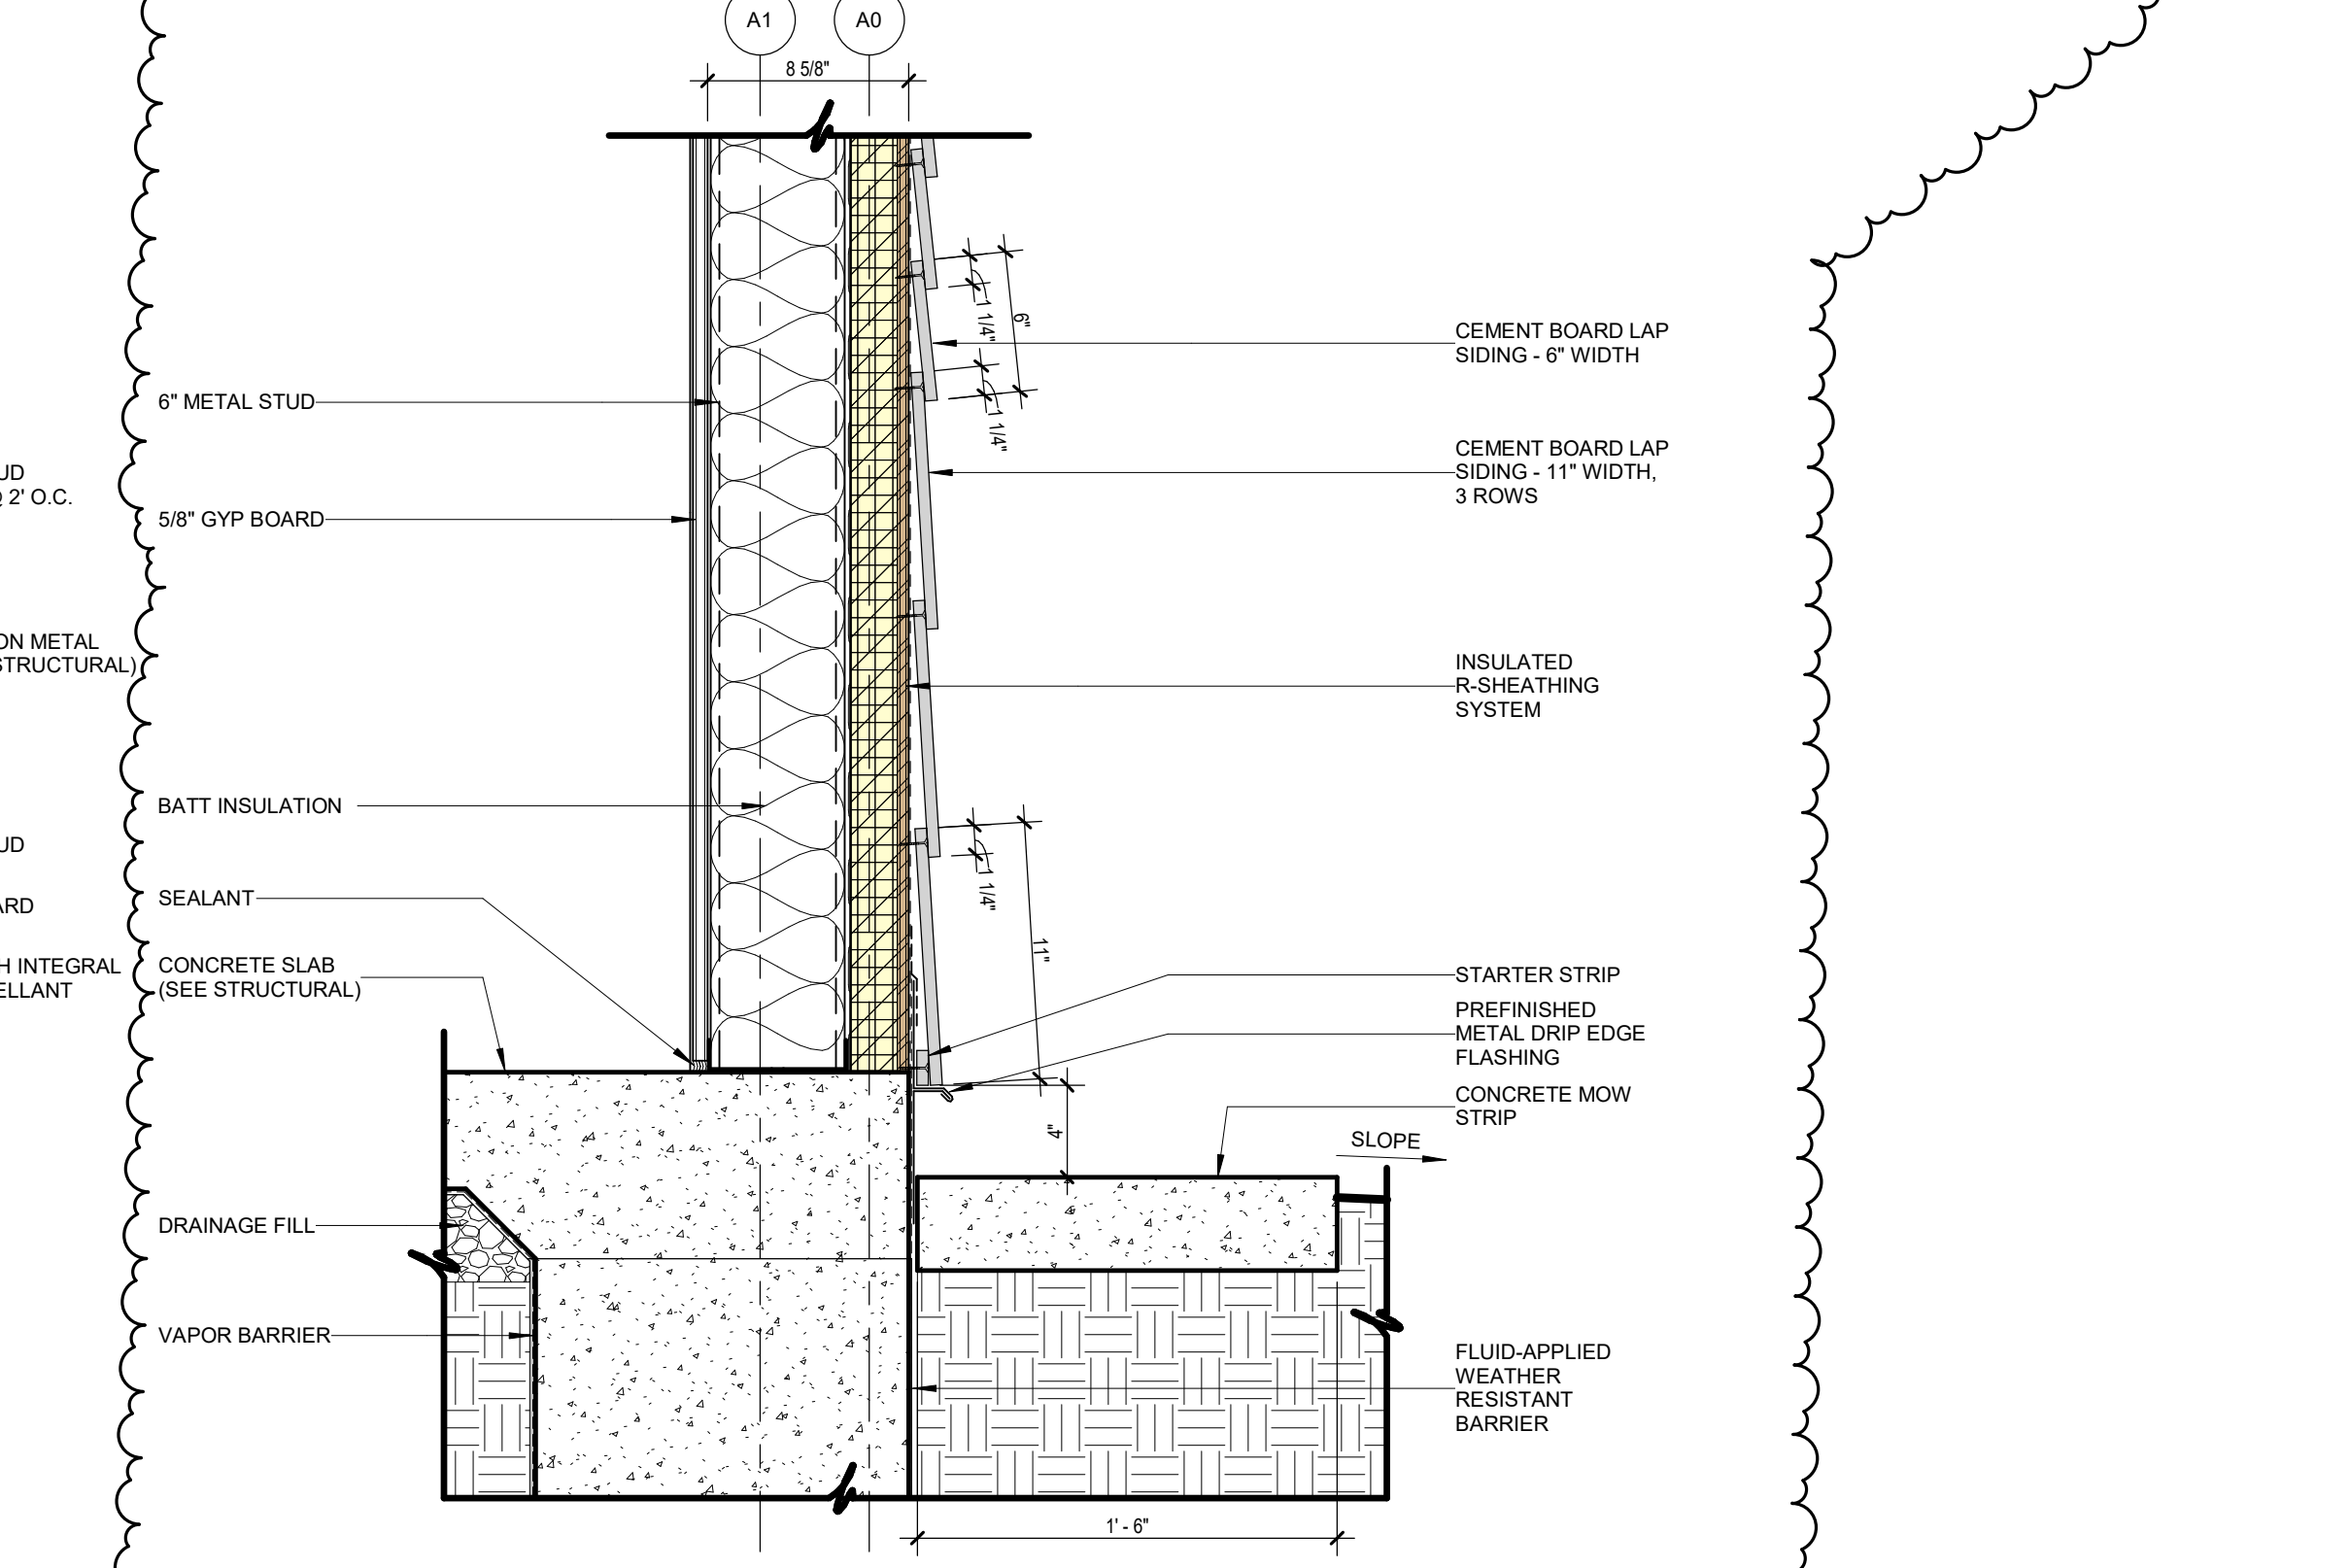 A1
A0
8 5/8"
6"
1 1/4"
1 1/4"
CEMENT BOARD LAP
SIDING - 6" WIDTH
6" METAL STUD
CEMENT BOARD LAP
SIDING - 11" WIDTH,
3 ROWS
UD
2' O.C.
5/8" GYP BOARD
ON METAL
STRUCTURAL)
INSULATED
R-SHEATHING
SYSTEM
BATT INSULATION
UD
1 1/4"
11"
SEALANT
ARD
H INTEGRAL
ELLANT
CONCRETE SLAB
(SEE STRUCTURAL)
STARTER STRIP
PREFINISHED
METAL DRIP EDGE
FLASHING
CONCRETE MOW
STRIP
4"
SLOPE
DRAINAGE FILL
VAPOR BARRIER
FLUID-APPLIED
WEATHER
RESISTANT
BARRIER
1' - 6"